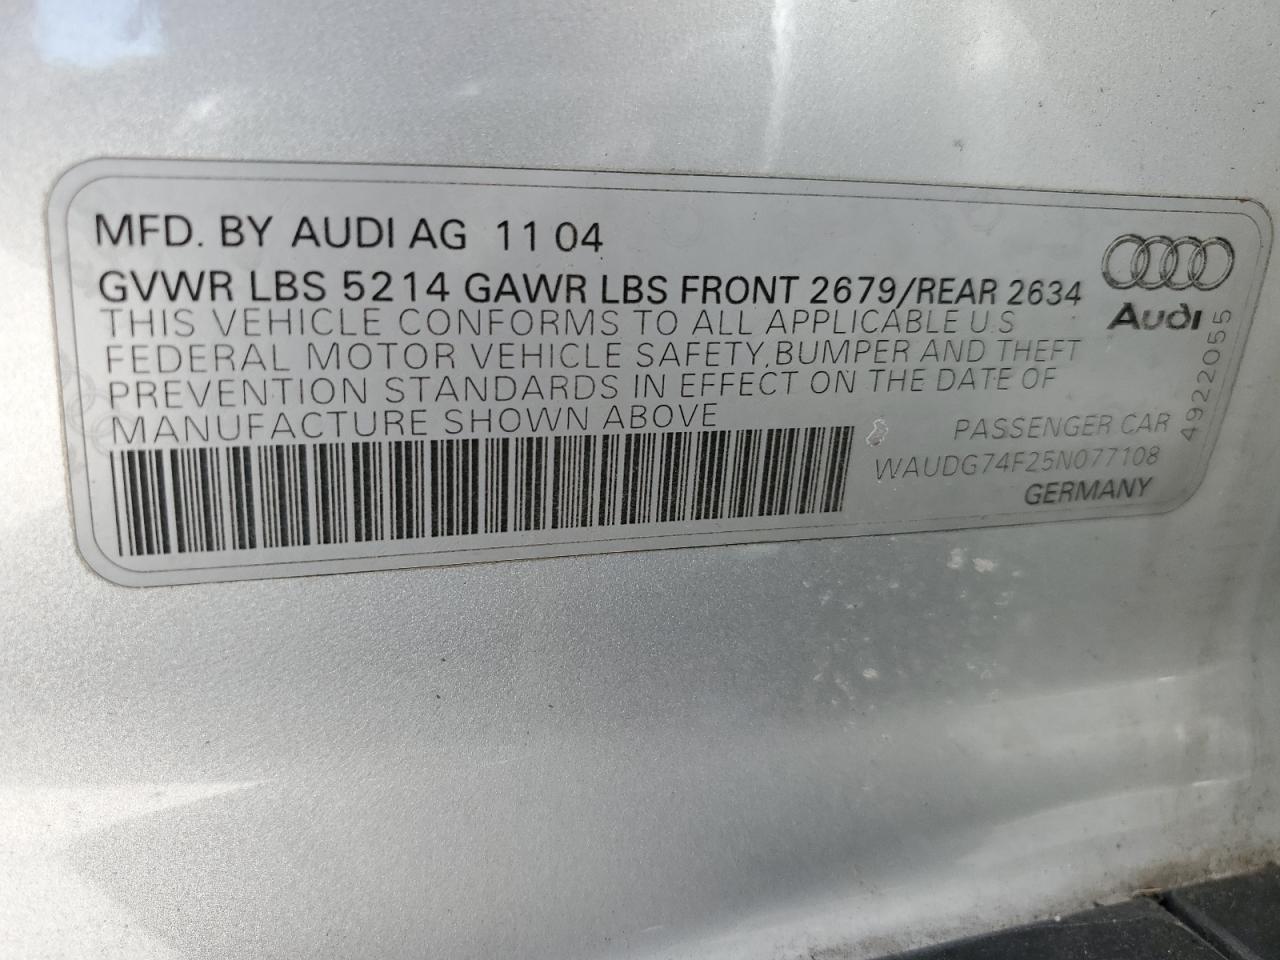 MFD. BY AUDI AG 11 04
GVWR LBS 5214 GAWR LBS FRONT 2679/REAR 2634
THIS VEHICLE CONFORMS TO ALL APPLICABLE U.S
FEDERAL MOTOR VEHICLE SAFETY, BUMPER AND THEFT
PREVENTION STANDARDS IN EFFECT ON THE DATE OF
MANUFACTURE SHOWN ABOVE
PASSENGER CAR
WAUDG74F25N077108
GERMANY
Audi
4922055